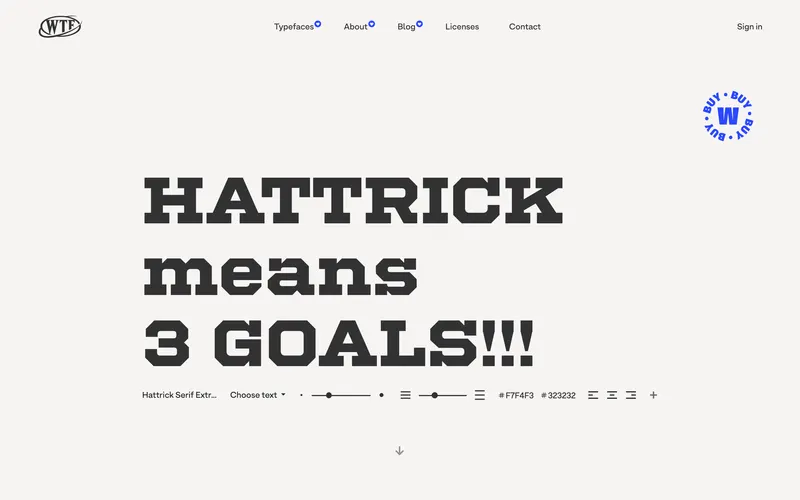 WTF
Typefaces About Blog Licenses Contact Sign in
BUY • BUY • BUY • BUY •
W
HATTRICK
means
3 GOALS!!!
Hattrick Serif Extr... Choose text # F7F4F3 # 323232 +